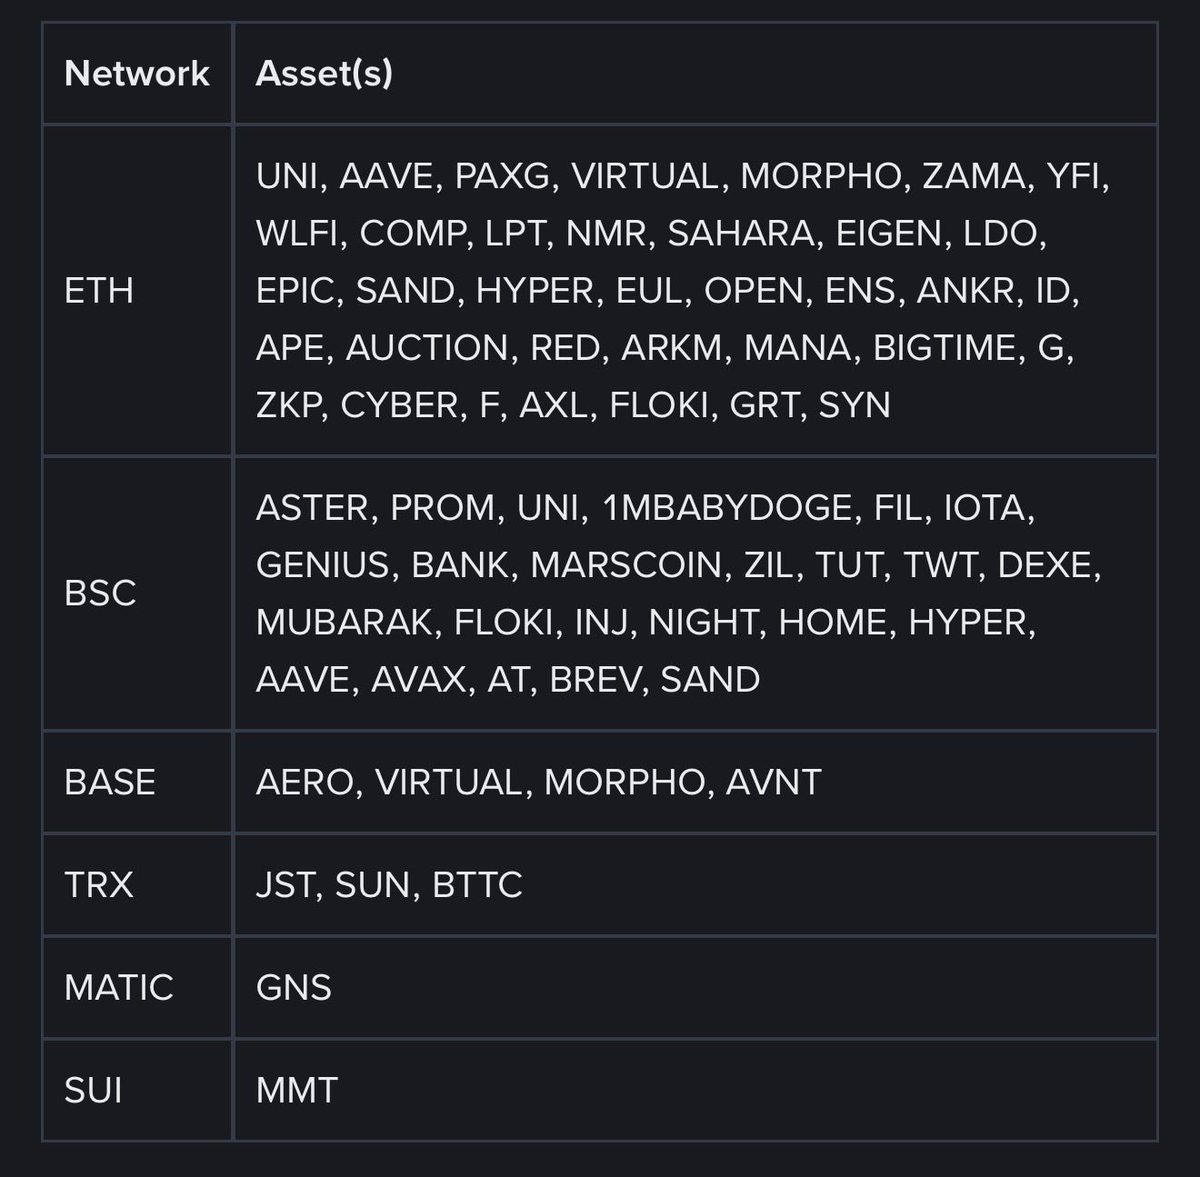 Network Asset(s)
ETH
UNI, AAVE, PAXG, VIRTUAL, MORPHO, ZAMA, YFI,
WLFI, COMP, LPT, NMR, SAHARA, EIGEN, LDO,
EPIC, SAND, HYPER, EUL, OPEN, ENS, ANKR, ID,
APE, AUCTION, RED, ARKM, MANA, BIGTIME, G,
ZKP, CYBER, F, AXL, FLOKI, GRT, SYN
BSC
ASTER, PROM, UNI, 1MBABYDOGE, FIL, IOTA,
GENIUS, BANK, MARSCOIN, ZIL, TUT, TWT, DEXE,
MUBARAK, FLOKI, INJ, NIGHT, HOME, HYPER,
AAVE, AVAX, AT, BREV, SAND
BASE AERO, VIRTUAL, MORPHO, AVNT
TRX JST, SUN, BTTC
MATIC GNS
SUI MMT